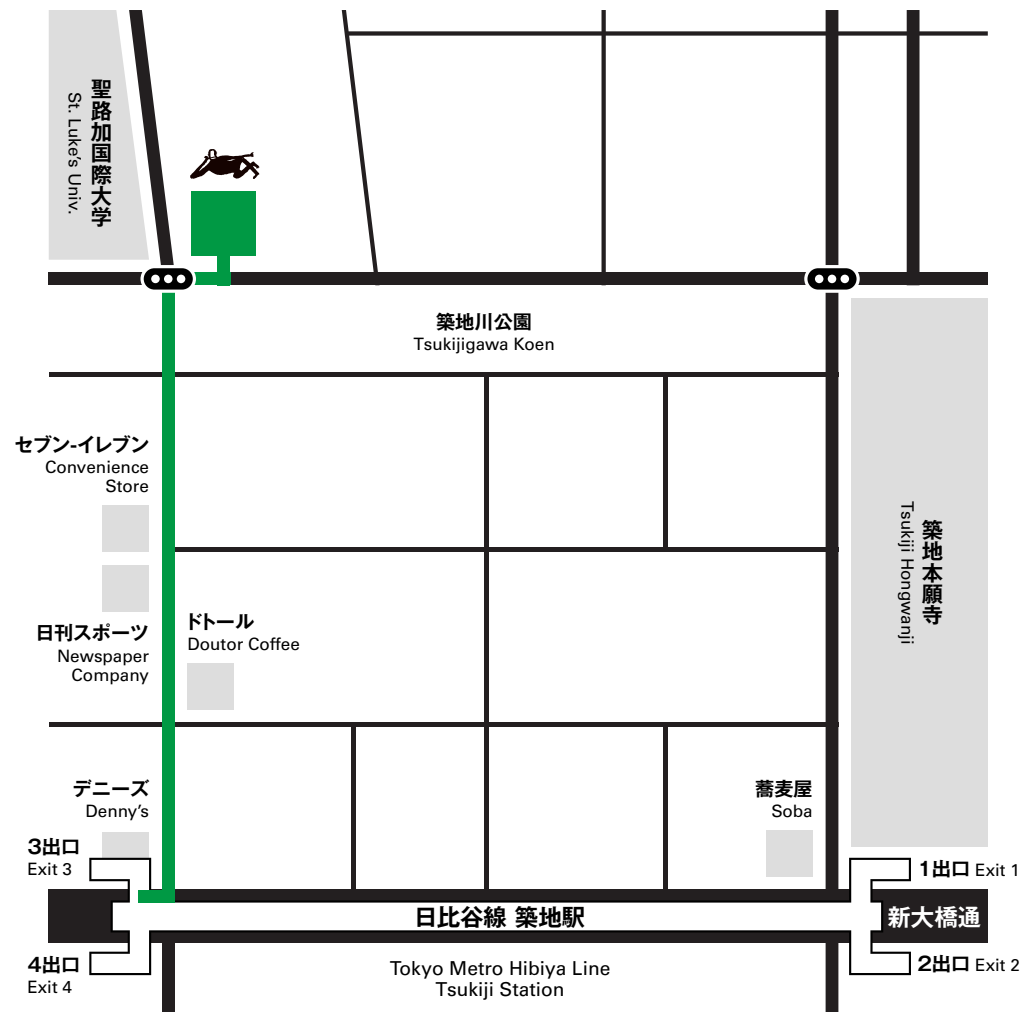 聖路加国際大学
St. Luke's Univ.
築地川公園
Tsukijigawa Koen
セブン-イレブン
Convenience
Store
日刊スポーツ
Newspaper
Company
ドトール
Doutor Coffee
築地本願寺
Tsukiji Hongwanji
デニーズ
Denny's
蕎麦屋
Soba
3出口
Exit 3
1出口 Exit 1
日比谷線 築地駅
新大橋通
4出口
Exit 4
2出口 Exit 2
Tokyo Metro Hibiya Line
Tsukiji Station